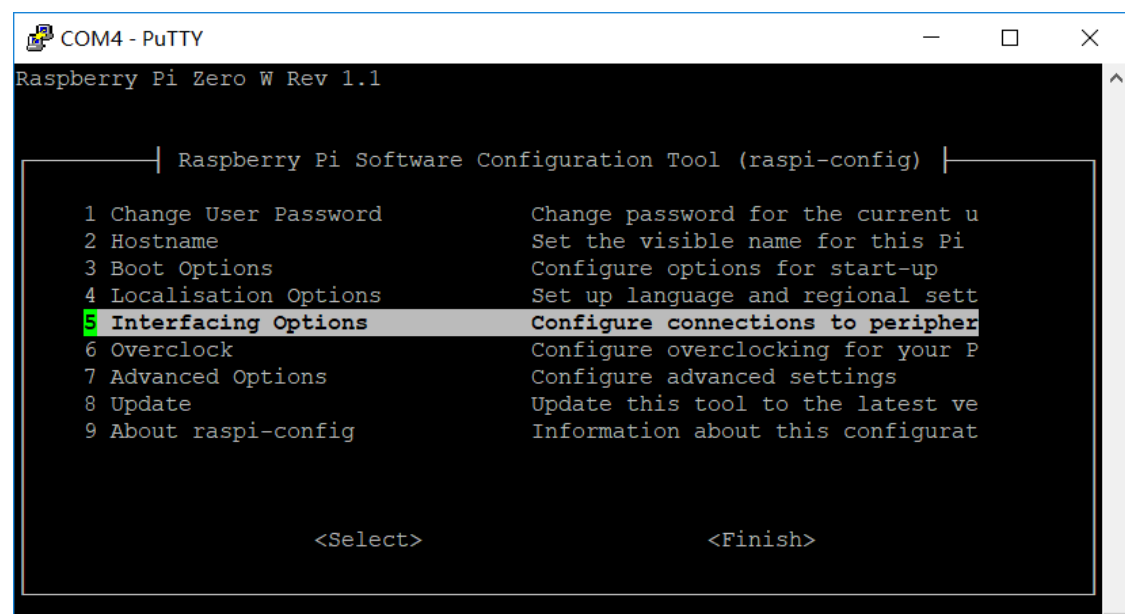 COM4 - PuTTY
Raspberry Pi Zero W Rev 1.1
Raspberry Pi Software Configuration Tool (raspi-config)
1 Change User Password Change password for the current u
2 Hostname Set the visible name for this Pi
3 Boot Options Configure options for start-up
4 Localisation Options Set up language and regional sett
5 Interfacing Options Configure connections to peripher
6 Overclock Configure overclocking for your P
7 Advanced Options Configure advanced settings
8 Update Update this tool to the latest ve
9 About raspi-config Information about this configurat
<Select> <Finish>